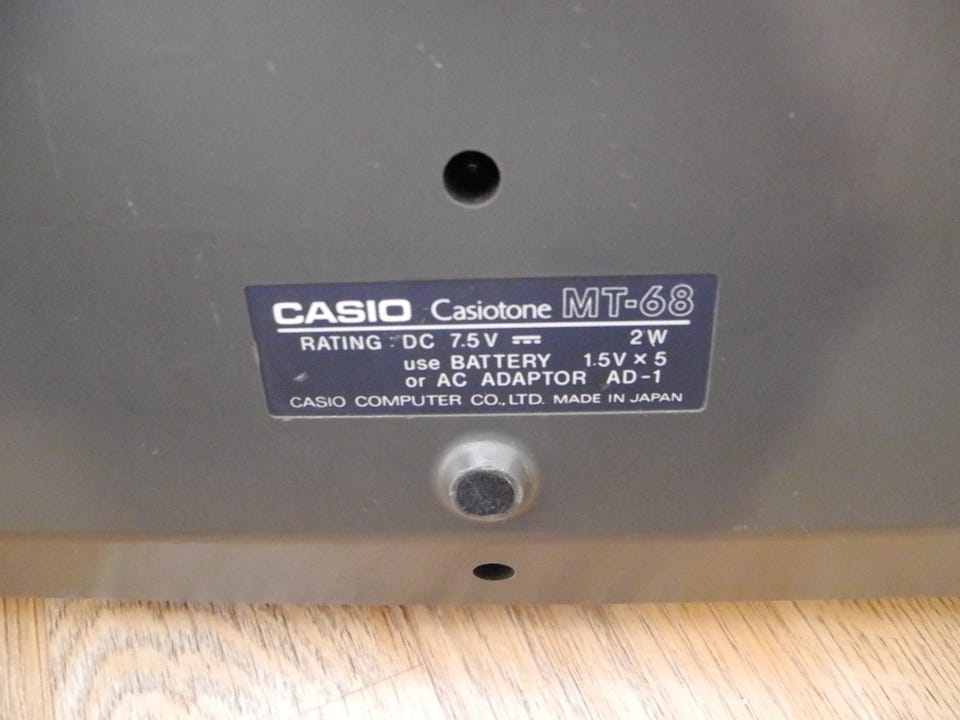 CASIO Casiotone MT-68
RATING : DC 7.5V ⎓ 2W
use BATTERY 1.5V × 5
or AC ADAPTOR AD-1
CASIO COMPUTER CO., LTD. MADE IN JAPAN